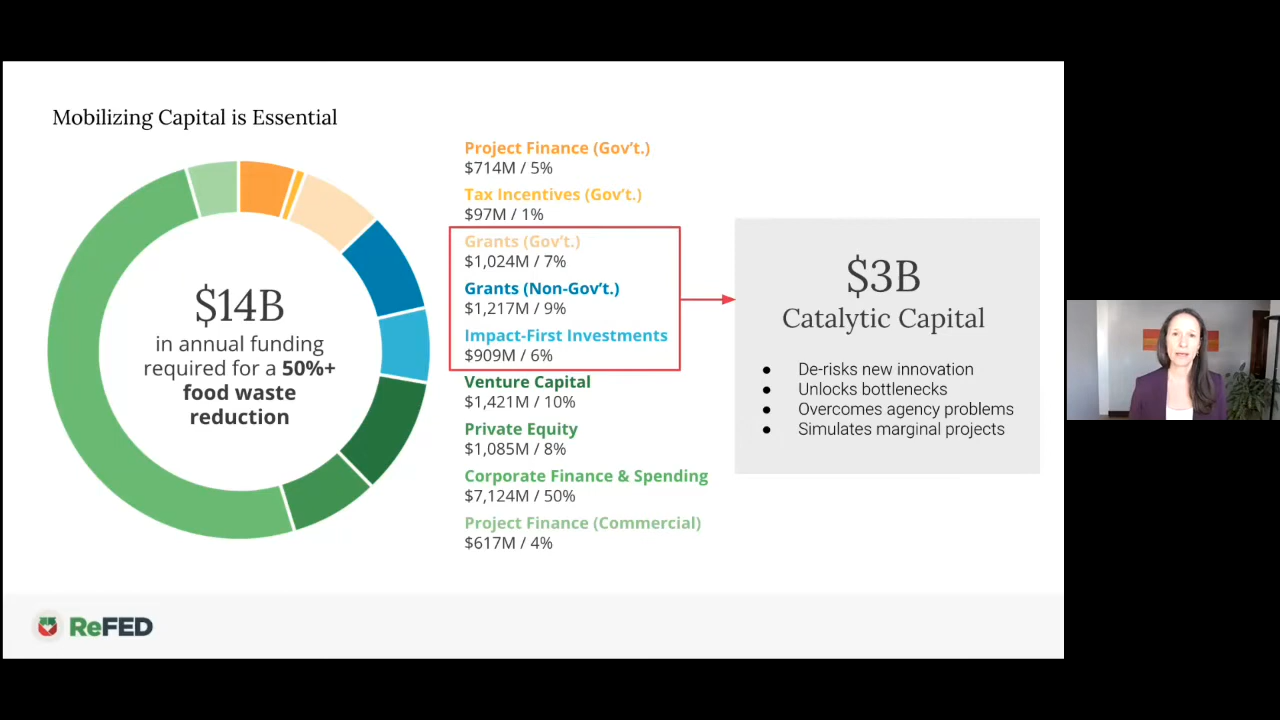 Mobilizing Capital is Essential
$14B
in annual funding
required for a 50%+
food waste
reduction
Project Finance (Gov't.)
$714M / 5%
Tax Incentives (Gov't.)
$97M / 1%
Grants (Gov't.)
$1,024M / 7%
Grants (Non-Gov't.)
$1,217M / 9%
Impact-First Investments
$909M / 6%
Venture Capital
$1,421M / 10%
Private Equity
$1,085M / 8%
Corporate Finance & Spending
$7,124M / 50%
Project Finance (Commercial)
$617M / 4%
$3B
Catalytic Capital
● De-risks new innovation
● Unlocks bottlenecks
● Overcomes agency problems
● Simulates marginal projects
ReFED